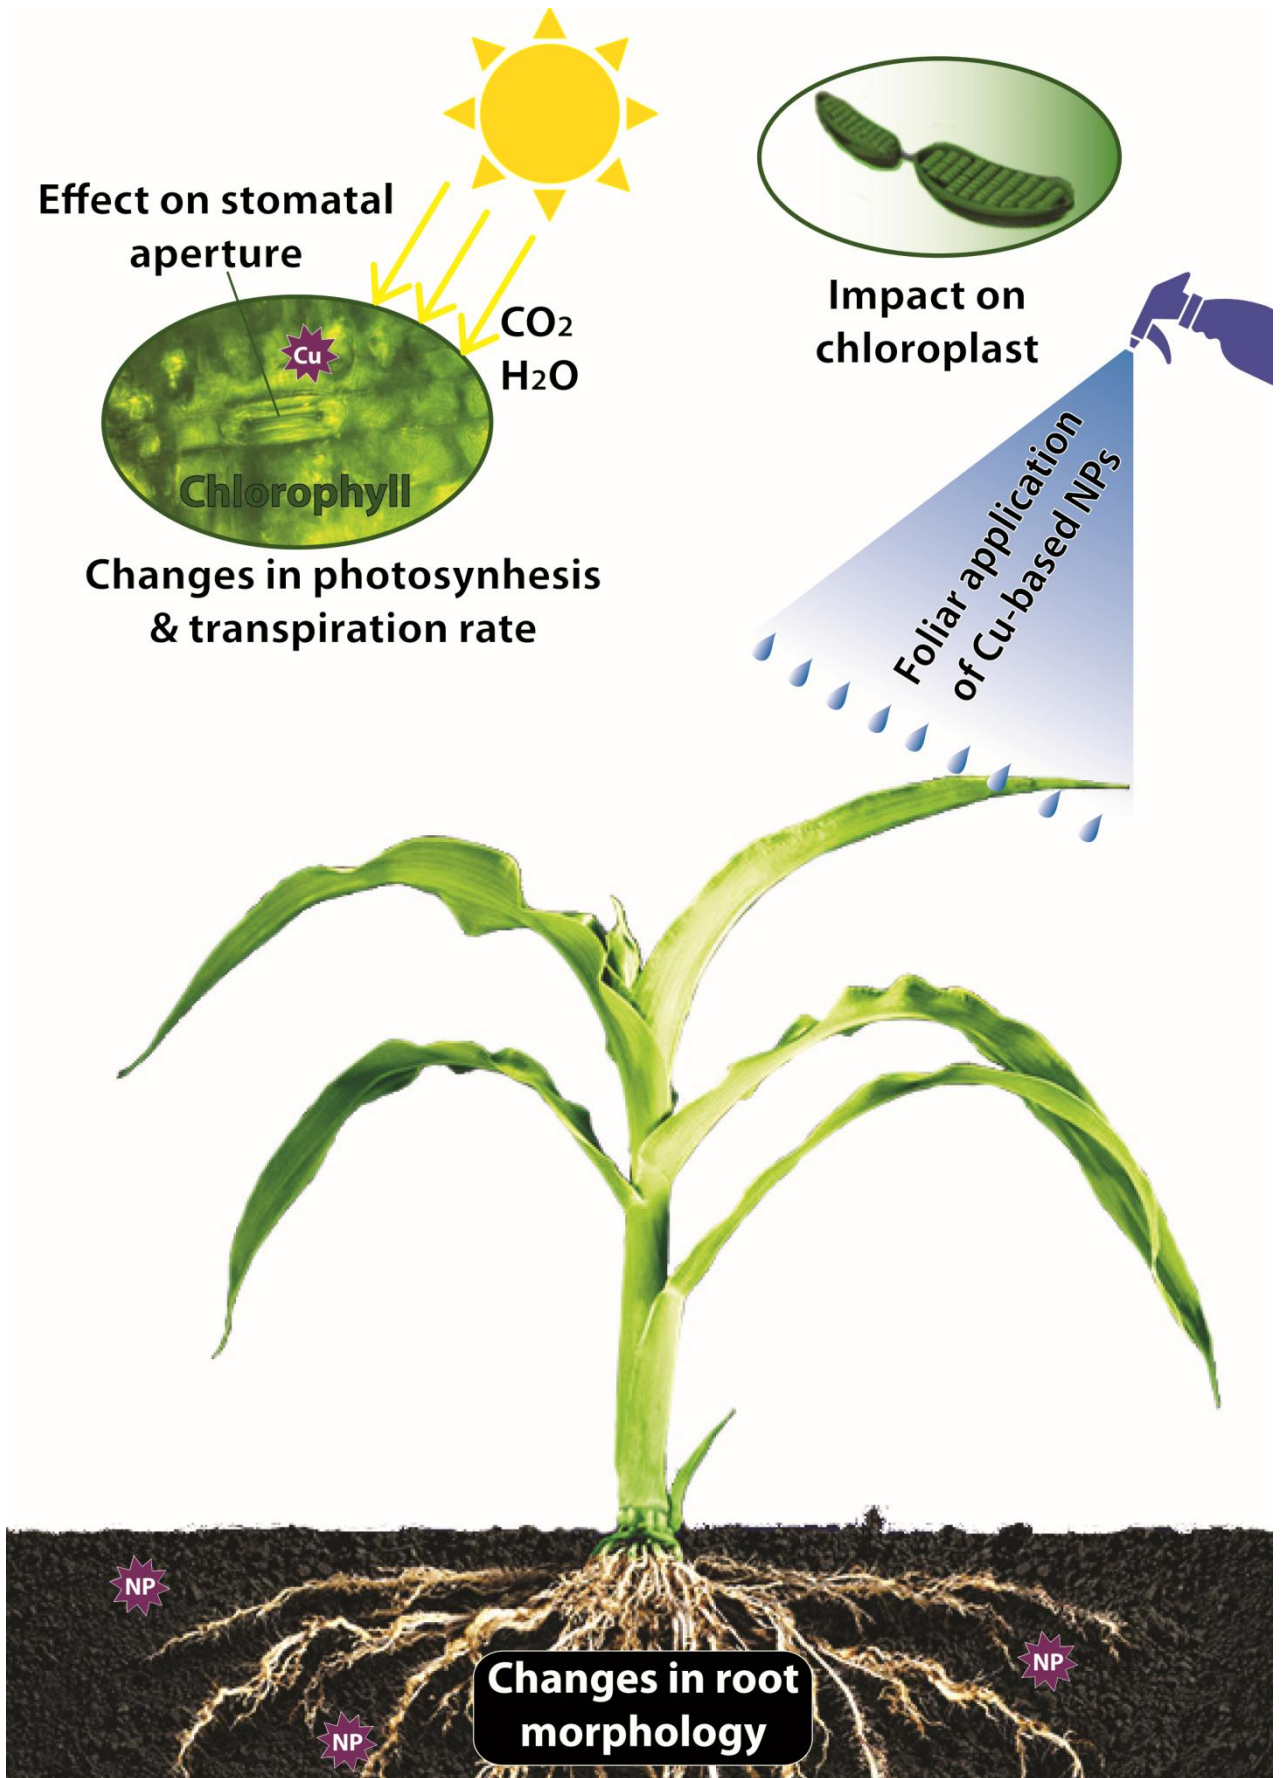 Effect on stomatal
aperture
CO₂
H₂O
Cu
Chlorophyll
Changes in photosynhesis
& transpiration rate
Impact on
chloroplast
Foliar application
of Cu-based NPs
NP
NP
NP
Changes in root
morphology